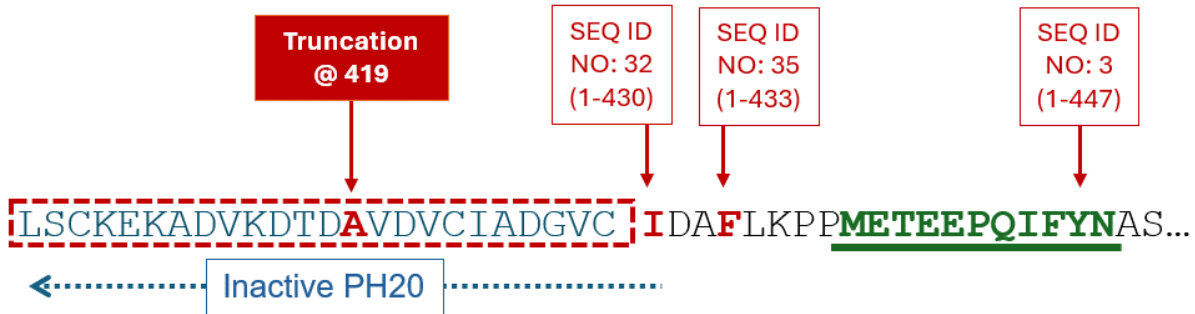 Truncation
@ 419
SEQ ID
NO: 32
(1-430)
SEQ ID
NO: 35
(1-433)
SEQ ID
NO: 3
(1-447)
LSCKEKADVKDTDAVDVCIADGVC IDAFLKPPMETEEPQIFYNAS...
Inactive PH20